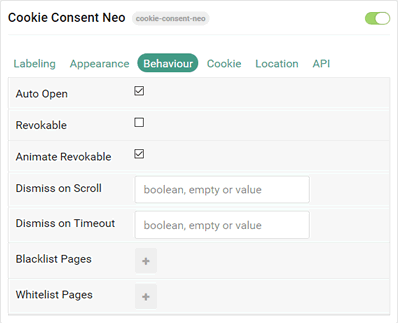 Cookie Consent Neo cookie-consent-neo
Labeling Appearance Behaviour Cookie Location API
Auto Open
Revokable
Animate Revokable
Dismiss on Scroll boolean, empty or value
Dismiss on Timeout boolean, empty or value
Blacklist Pages +
Whitelist Pages +